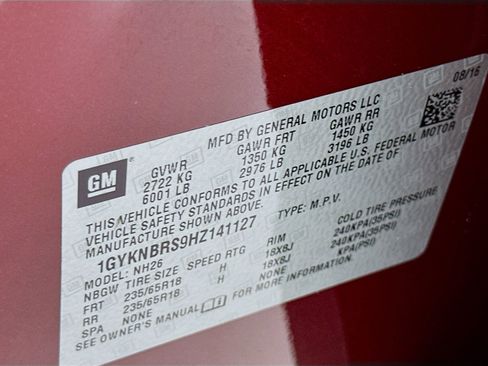 GM
08/16
MFD BY GENERAL MOTORS LLC
GVWR GAWR FRT GAWR RR
2722 KG 1350 KG 1450 KG
6001 LB 2976 LB 3196 LB
THIS VEHICLE CONFORMS TO ALL APPLICABLE U.S. FEDERAL MOTOR
VEHICLE SAFETY STANDARDS IN EFFECT ON THE DATE OF
MANUFACTURE SHOWN ABOVE.
1GYKNBRS9HZ141127 TYPE: M.P.V.
MODEL: NH26
NBGW TIRE SIZE SPEED RTG RIM COLD TIRE PRESSURE
FRT 235/65R18 H 18X8J 240KPA(35PSI)
RR 235/65R18 H 18X8J 240KPA(35PSI)
SPA NONE NONE KPA(PSI)
SEE OWNER'S MANUAL FOR ADDITIONAL INFORMATION.